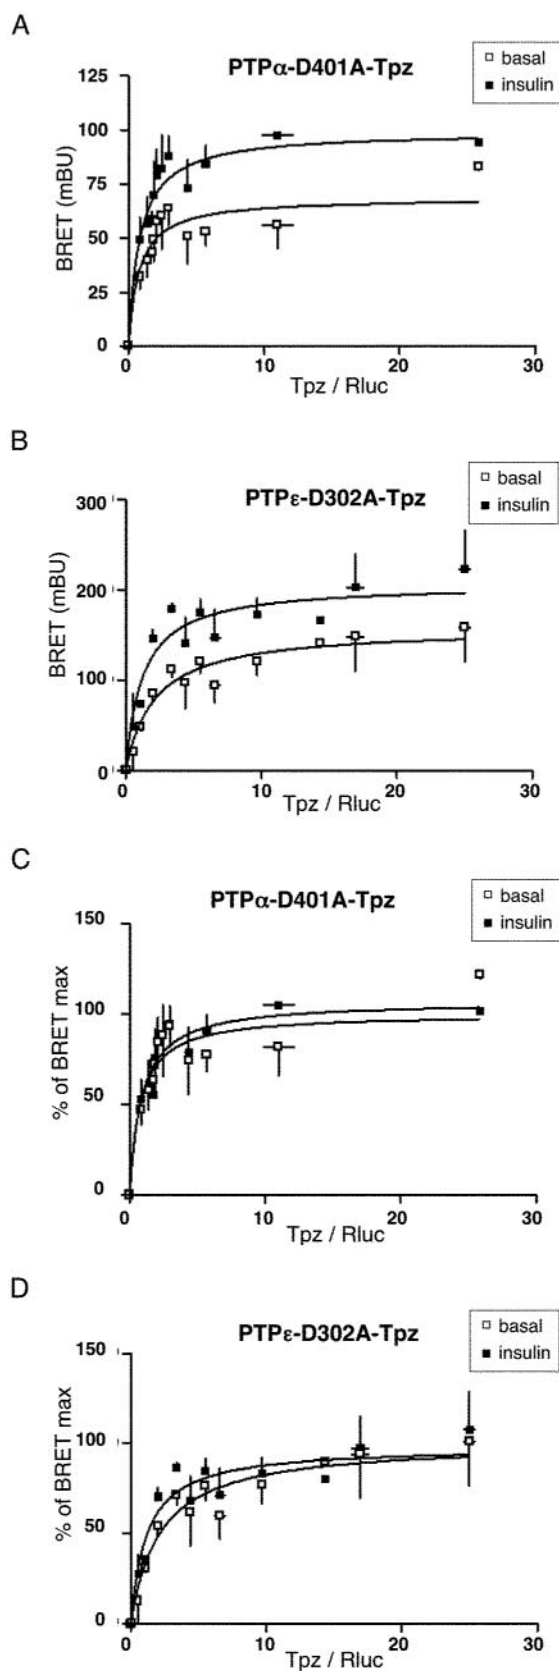 A
PTPα-D401A-Tpz
basal
insulin
125
100
75
50
25
0
BRET (mBU)
0 10 20 30
Tpz / Rluc
B
PTPε-D302A-Tpz
basal
insulin
300
200
100
0
BRET (mBU)
0 10 20 30
Tpz / Rluc
C
PTPα-D401A-Tpz
basal
insulin
150
100
50
0
% of BRET max
0 10 20 30
Tpz / Rluc
D
PTPε-D302A-Tpz
basal
insulin
150
100
50
0
% of BRET max
0 10 20 30
Tpz / Rluc